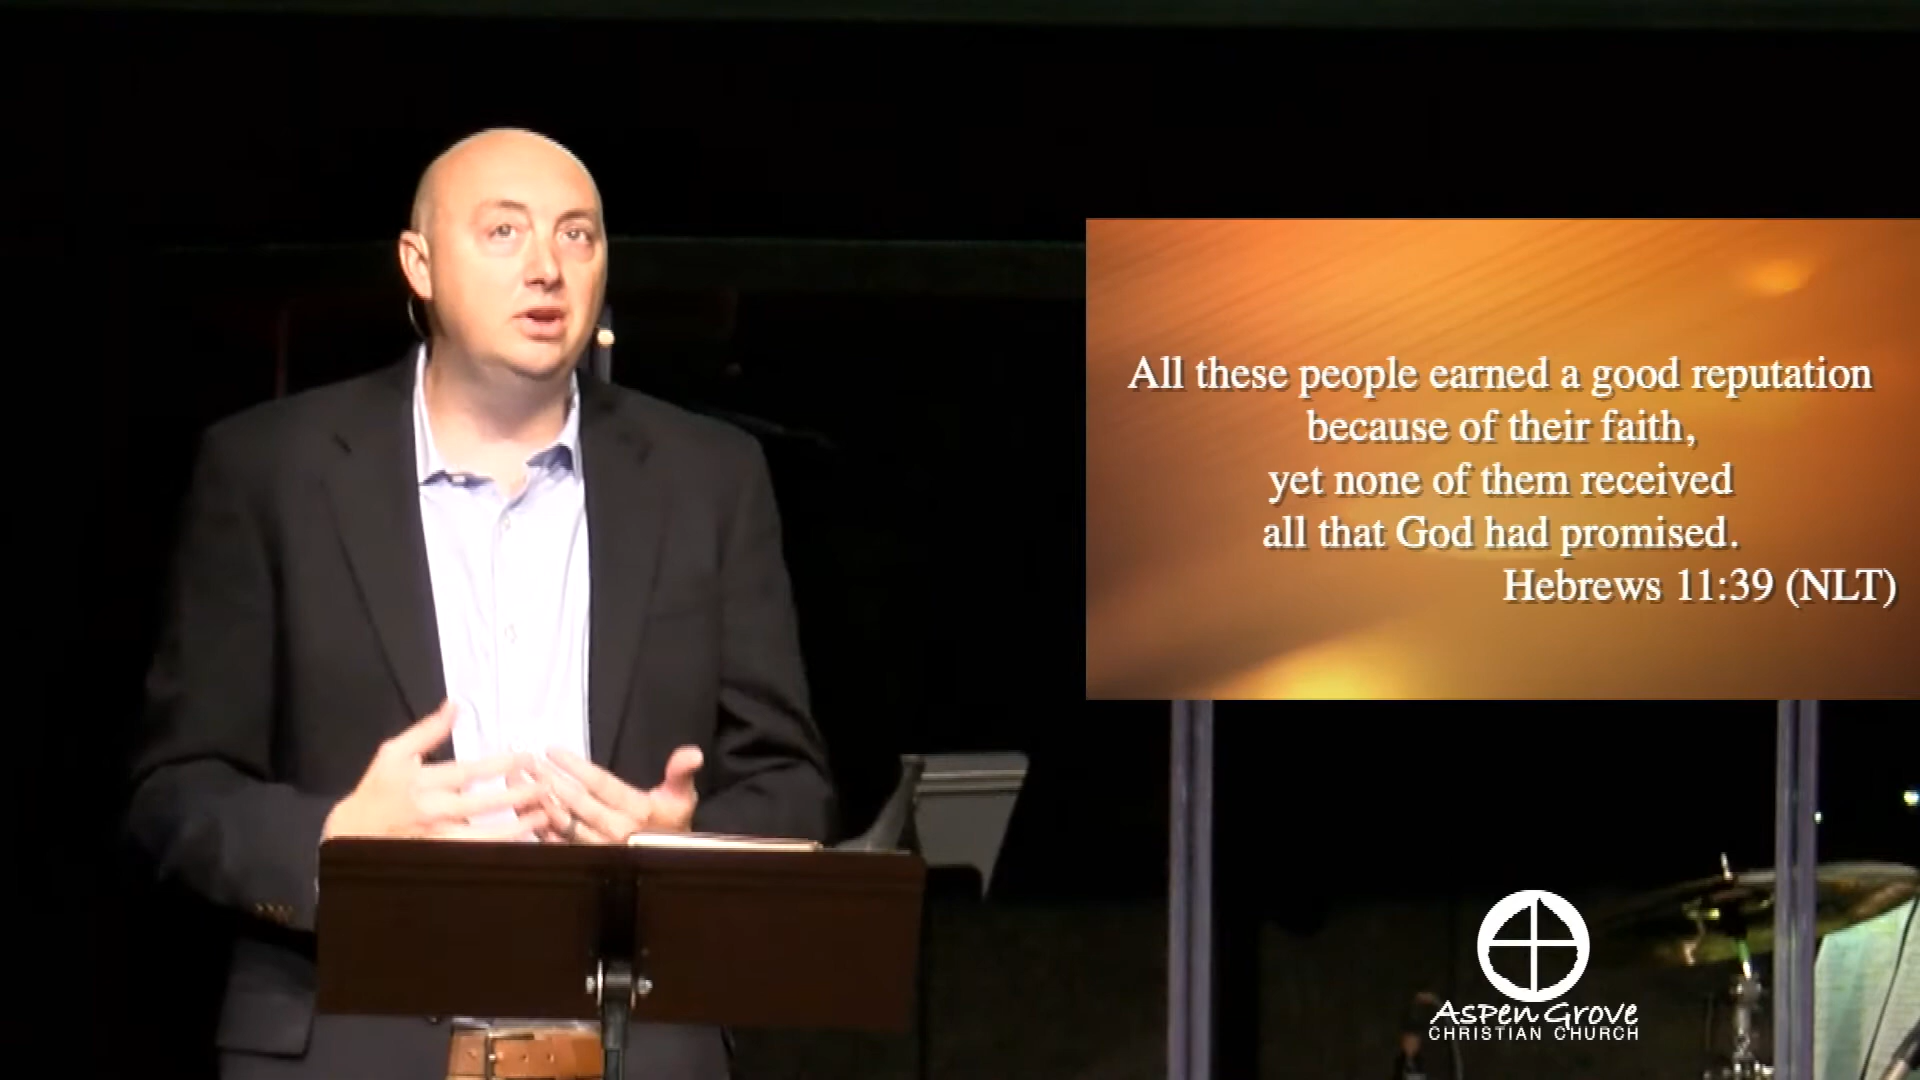 All these people earned a good reputation
because of their faith,
yet none of them received
all that God had promised.
Hebrews 11:39 (NLT)
Aspen Grove
CHRISTIAN CHURCH